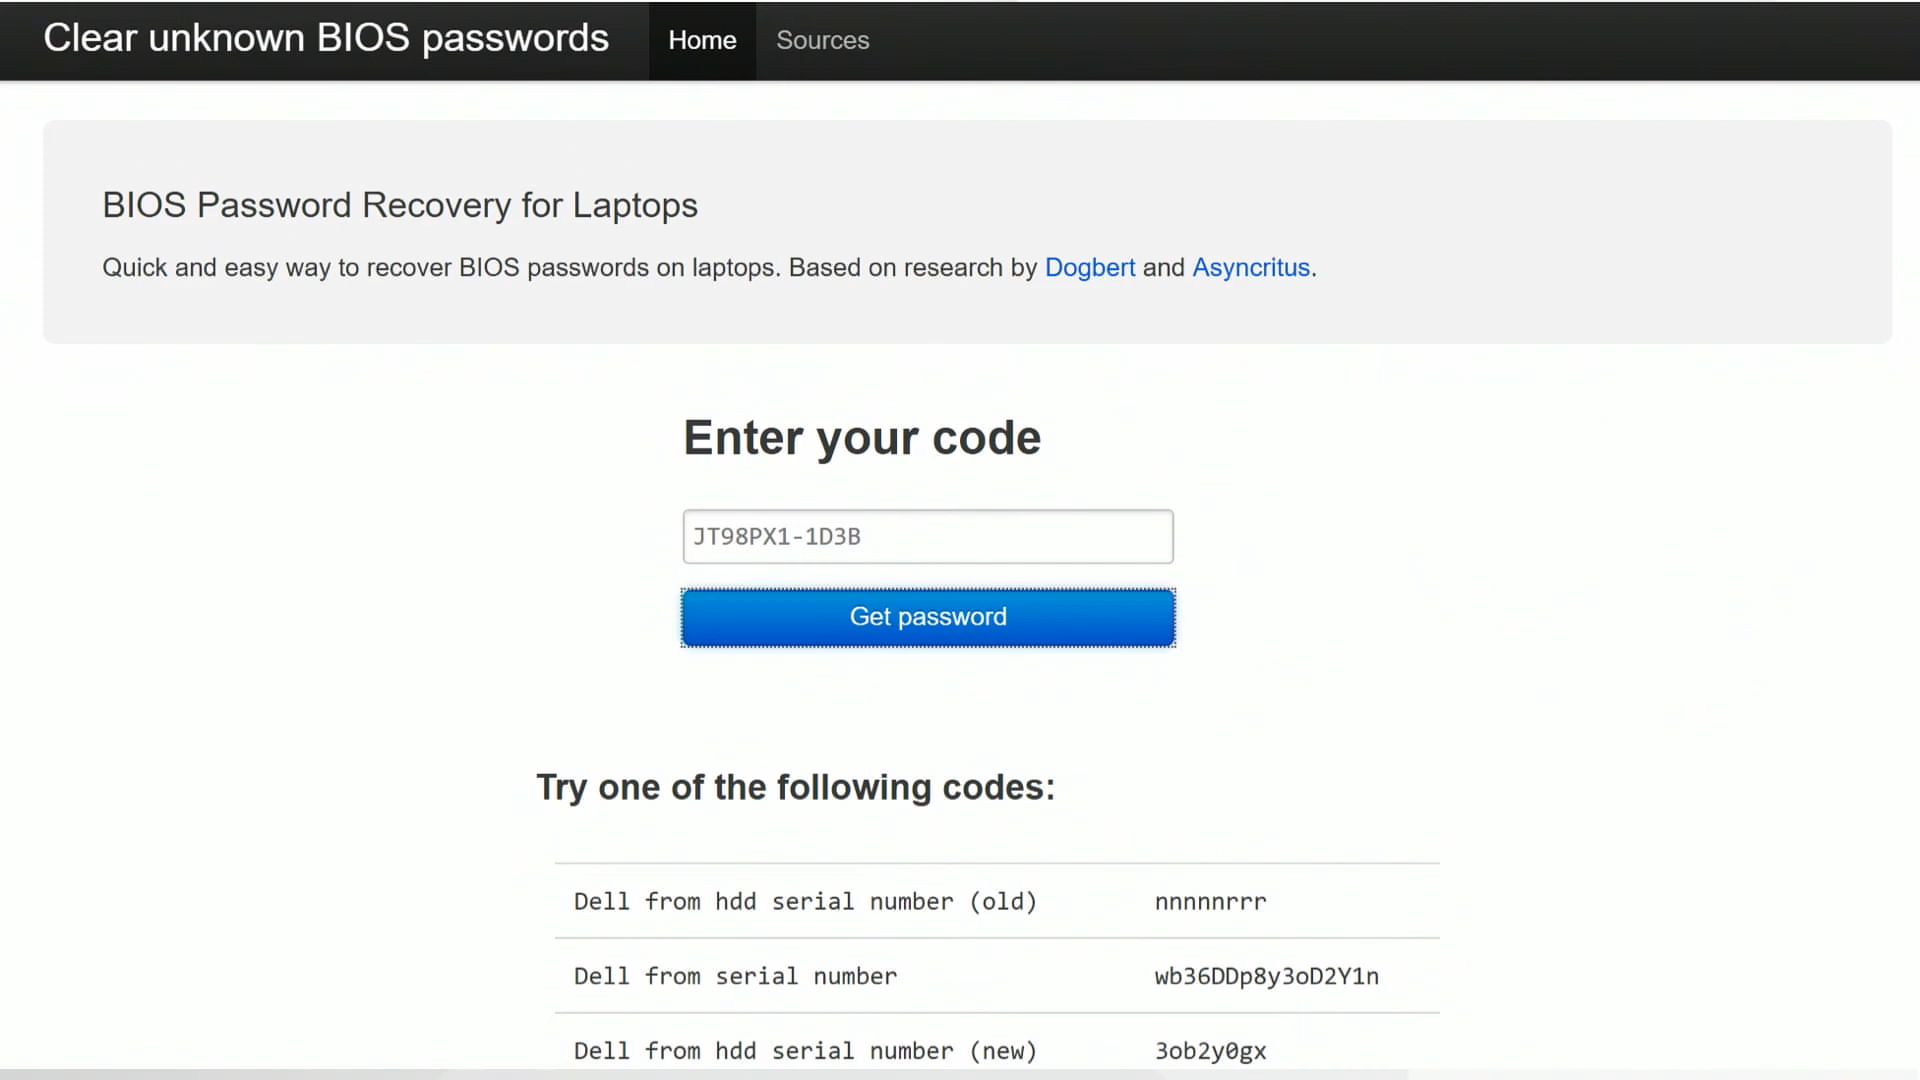 Clear unknown BIOS passwords Home Sources
BIOS Password Recovery for Laptops
Quick and easy way to recover BIOS passwords on laptops. Based on research by Dogbert and Asyncritus.
Enter your code
JT98PX1-1D3B
Get password
Try one of the following codes:
Dell from hdd serial number (old) nnnnnrrr
Dell from serial number wb36DDp8y3oD2Y1n
Dell from hdd serial number (new) 3ob2y0gx